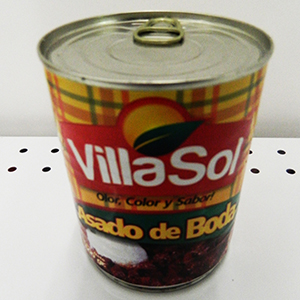 VillaSol
Olor, Color y Sabor!
Asado de Boda